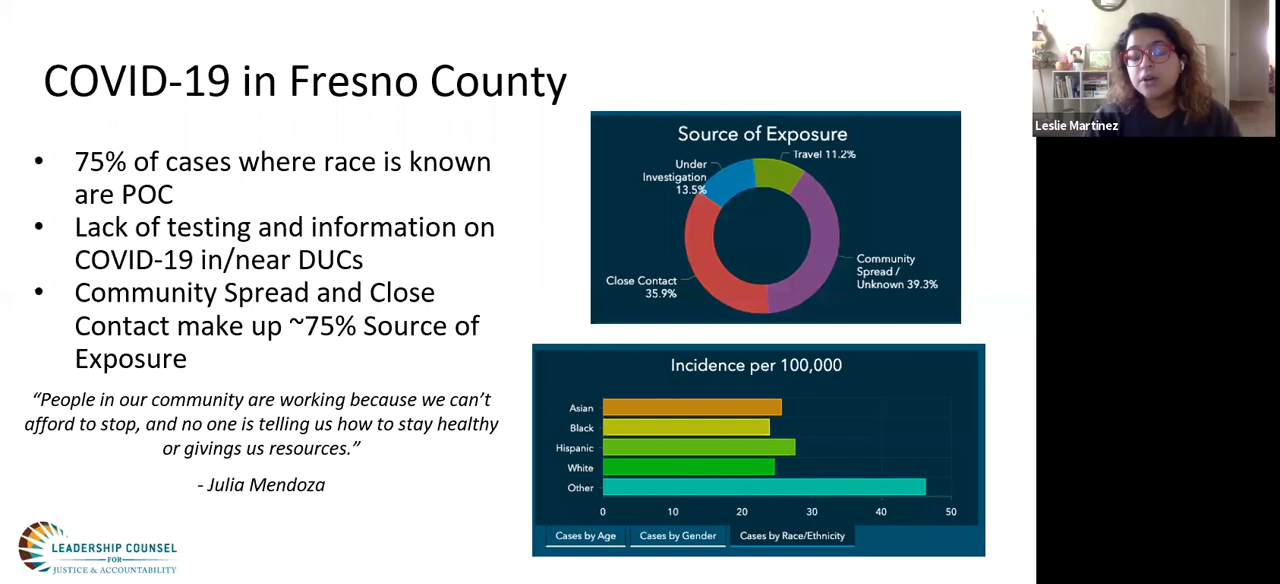 COVID-19 in Fresno County
• 75% of cases where race is known
are POC
• Lack of testing and information on
COVID-19 in/near DUCs
• Community Spread and Close
Contact make up ~75% Source of
Exposure
“People in our community are working because we can’t
afford to stop, and no one is telling us how to stay healthy
or givings us resources.”
- Julia Mendoza
LEADERSHIP COUNSEL
FOR
JUSTICE & ACCOUNTABILITY
Source of Exposure
Travel 11.2%
Under
Investigation
13.5%
Close Contact
35.9%
Community
Spread /
Unknown 39.3%
Incidence per 100,000
Asian
Black
Hispanic
White
Other
0 10 20 30 40 50
Cases by Age Cases by Gender Cases by Race/Ethnicity
Leslie Martinez